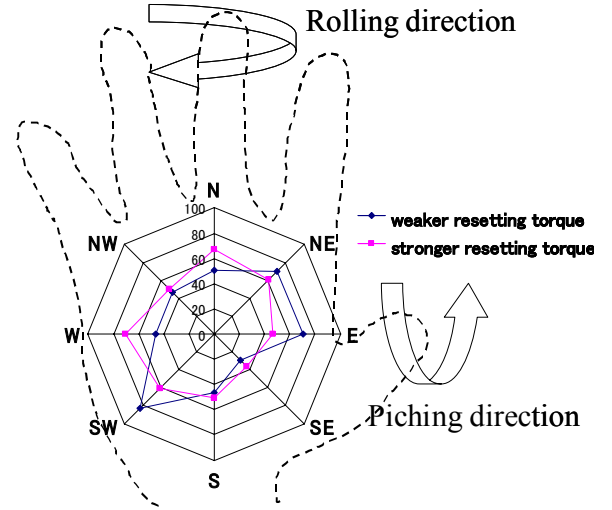 Rolling direction
N
100
80
60
40
20
0
NW
NE
W
E
SW
SE
S
weaker resetting torque
stronger resetting torque
Piching direction